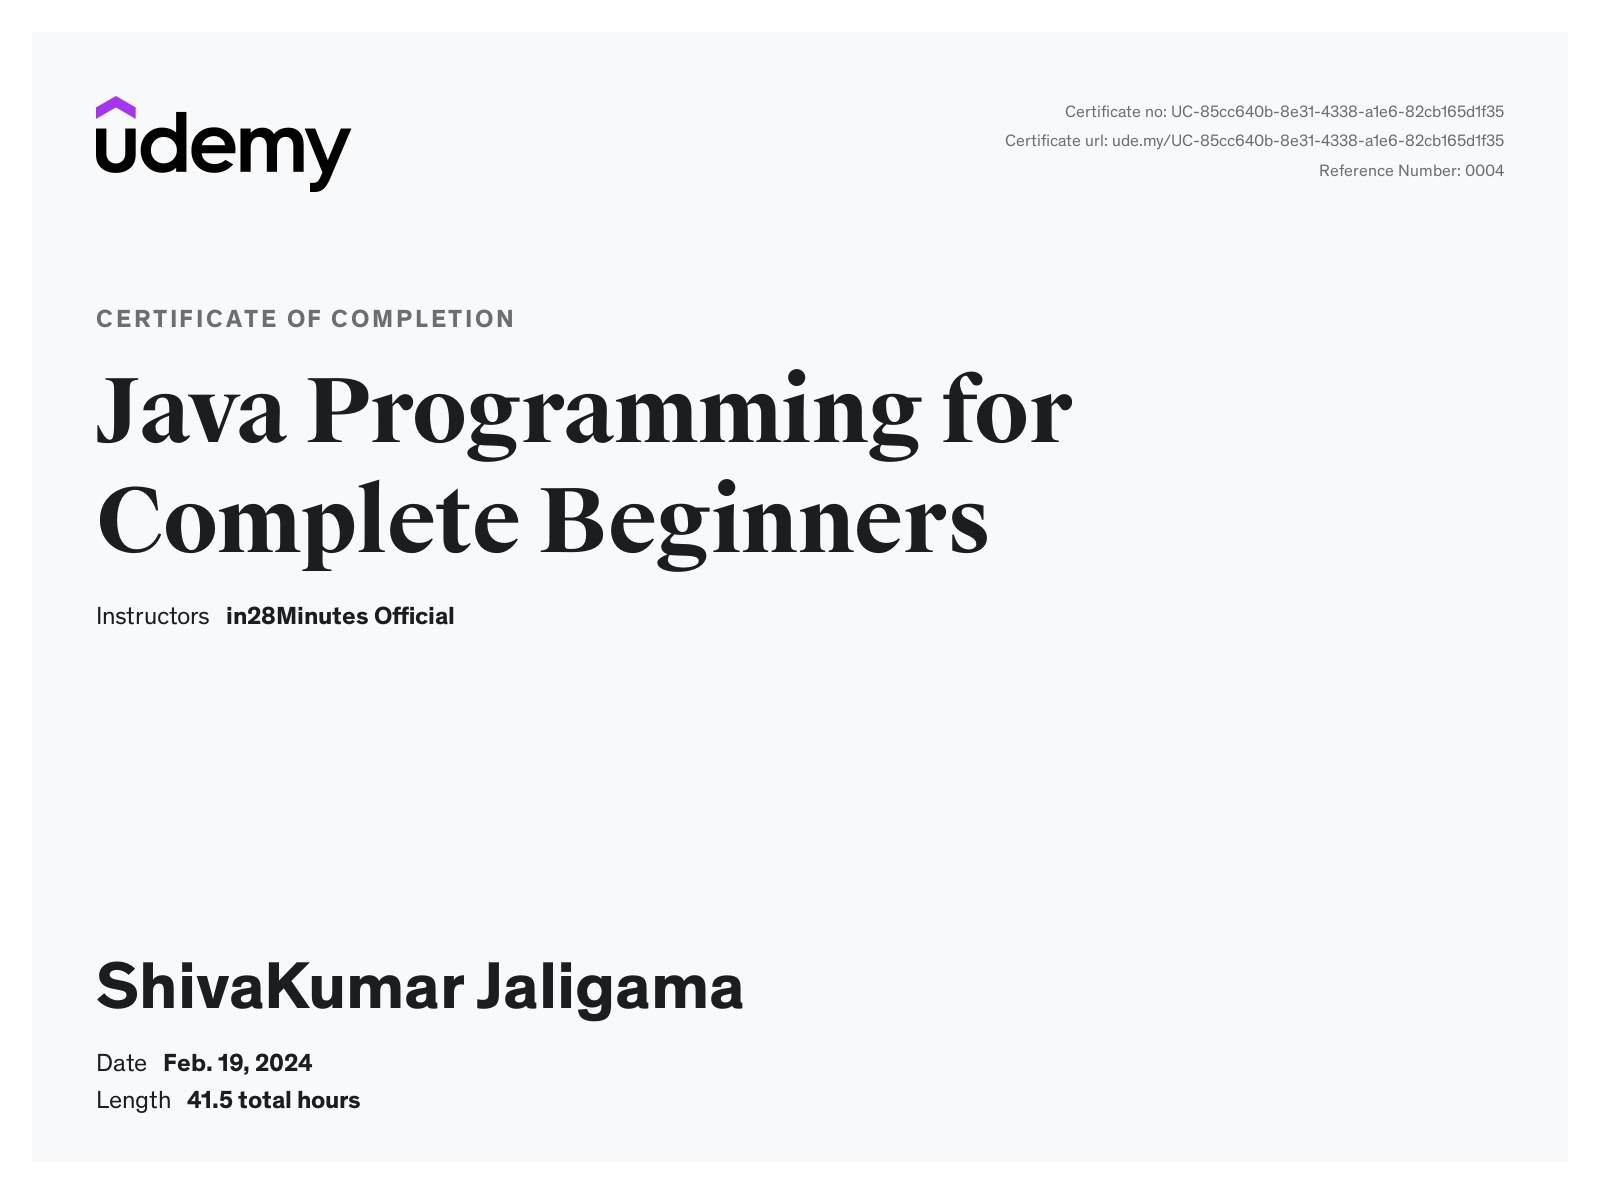 udemy
Certificate no: UC-85cc640b-8e31-4338-a1e6-82cb165d1f35
Certificate url: ude.my/UC-85cc640b-8e31-4338-a1e6-82cb165d1f35
Reference Number: 0004
CERTIFICATE OF COMPLETION
Java Programming for
Complete Beginners
Instructors in28Minutes Official
ShivaKumar Jaligama
Date Feb. 19, 2024
Length 41.5 total hours